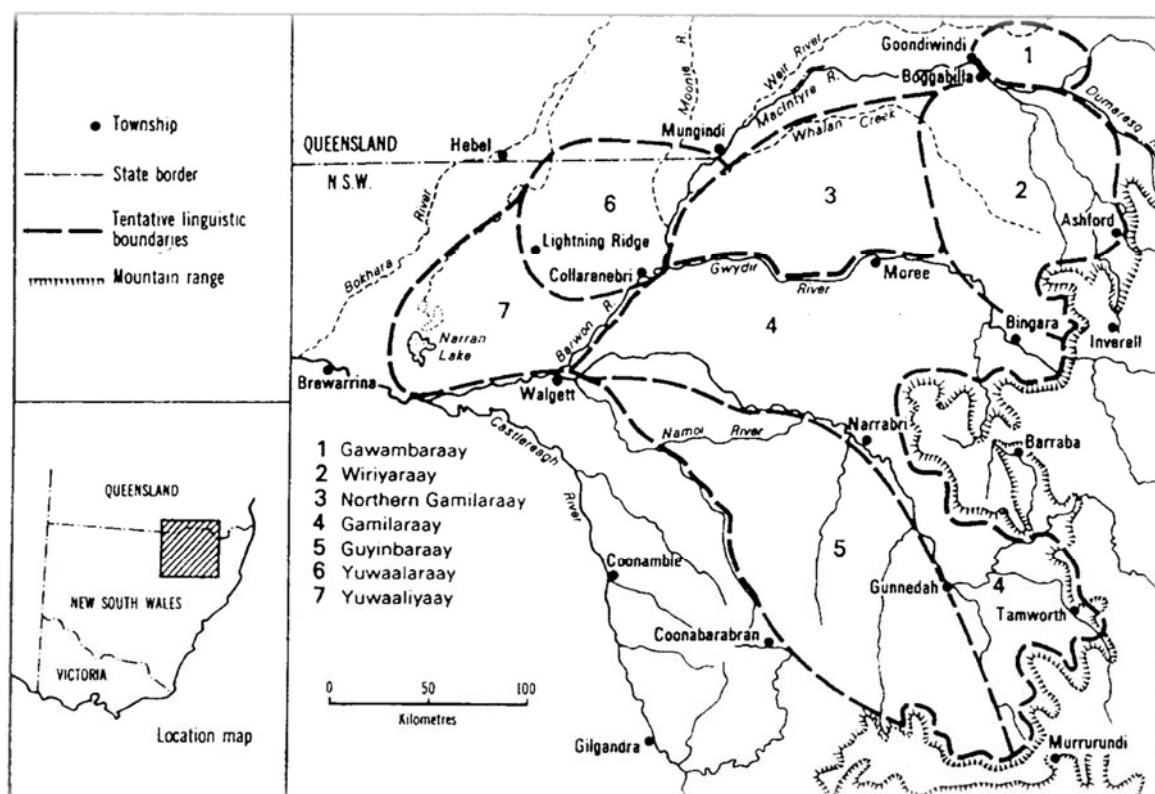 Township
State border
Tentative linguistic
boundaries
Mountain range
QUEENSLAND
NEW SOUTH WALES
VICTORIA
Location map
Goondiwindi
1
Boggabilla
Dumaresq
Weir River
Moonie R.
MacIntyre R.
Whalan Creek
Mungindi
Hebel
QUEENSLAND
N.S.W.
Bokhara River
6
3
2
Ashford
Lightning Ridge
Collarenebri
Gwydir River
Moree
7
Narran
Lake
Barwon R.
4
Bingara
Inverell
Brewarrina
Walgett
Castlereagh River
Namoi River
Narrabri
Barraba
1 Gawambaraay
2 Wiriyaraay
3 Northern Gamilaraay
4 Gamilaraay
5 Guyinbaraay
6 Yuwaalaraay
7 Yuwaaliyaay
5
Coonamble
Gunnedah
4
Tamworth
Coonabarabran
0 50 100
Kilometres
Gilgandra
Murrurundi